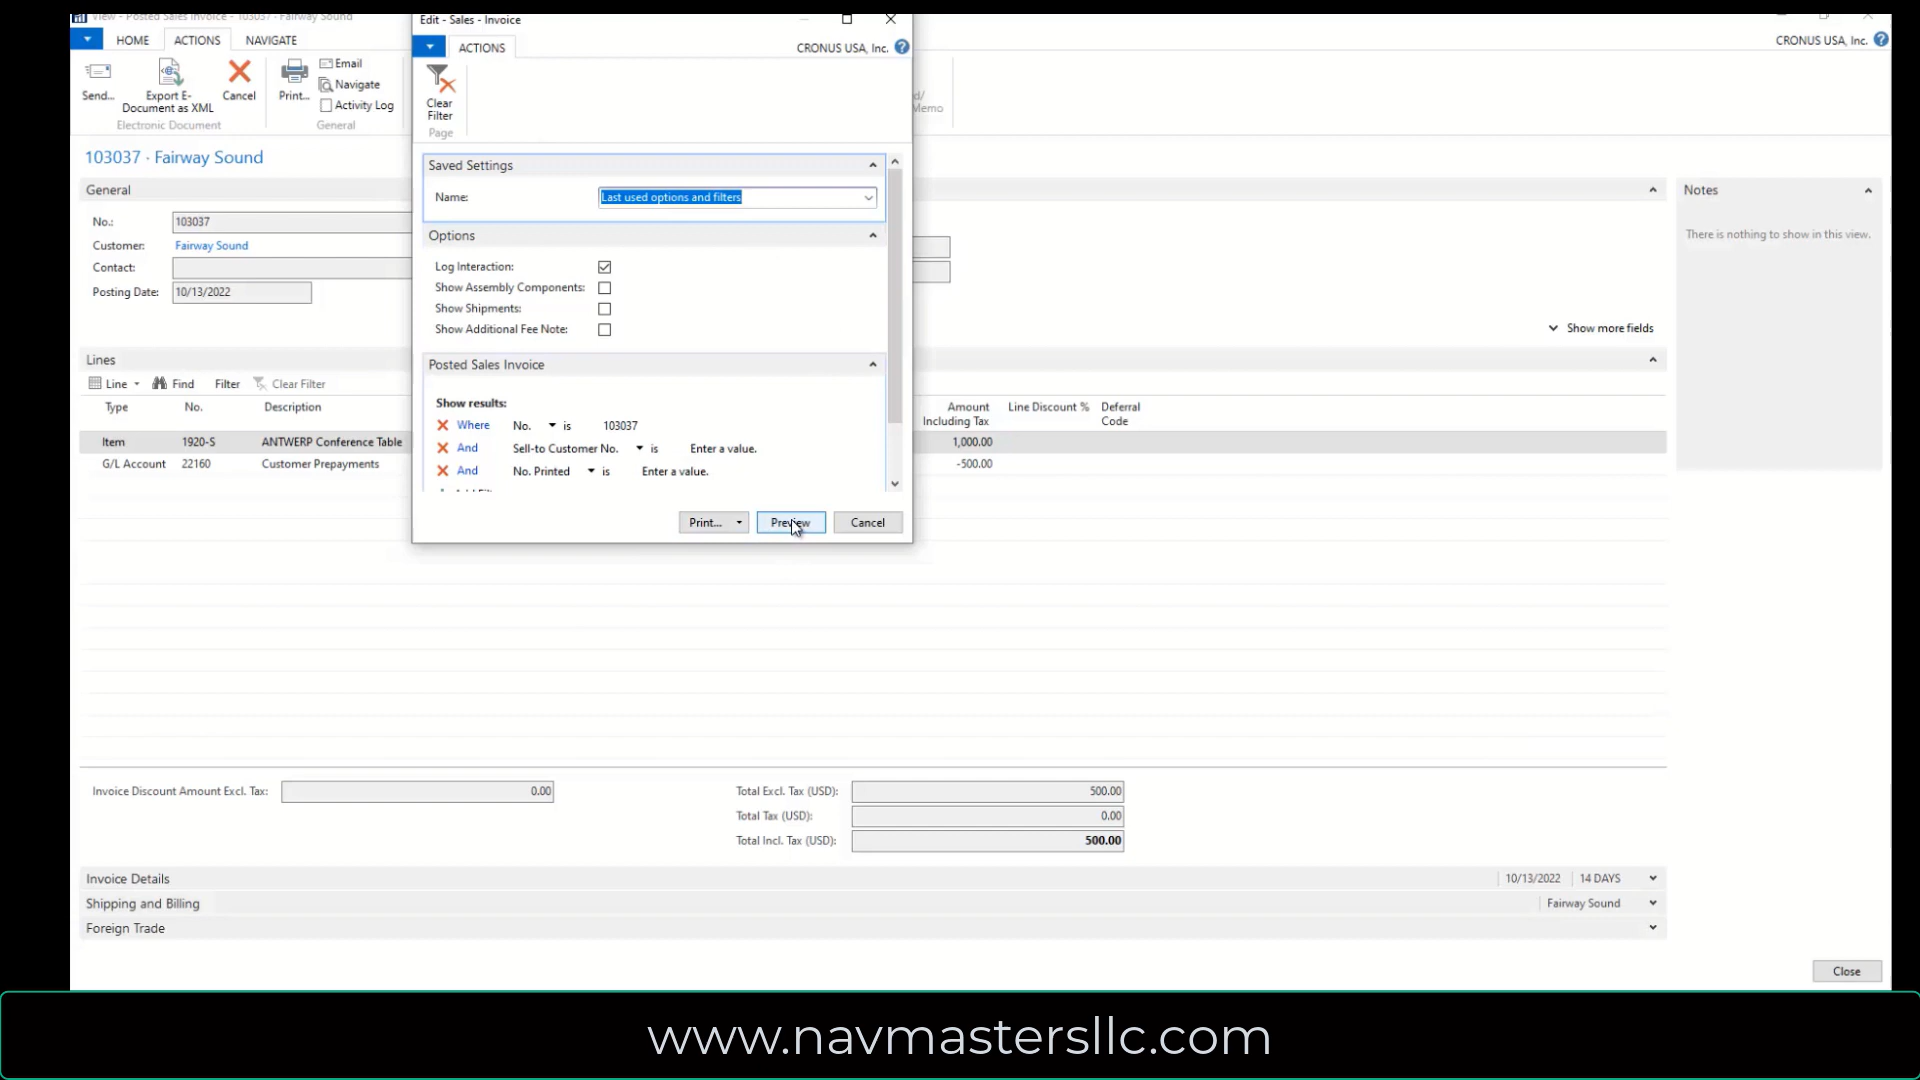 View - Posted Sales Invoice - 103037 - Fairway Sound
HOME ACTIONS NAVIGATE
CRONUS USA, Inc.
Send...
Export E-
Document as XML
Cancel
Electronic Document
Print...
Email
Navigate
Activity Log
General
Memo
Edit - Sales - Invoice
ACTIONS
CRONUS USA, Inc.
Clear
Filter
Page
Saved Settings
Name: Last used options and filters
Options
Log Interaction:
Show Assembly Components:
Show Shipments:
Show Additional Fee Note:
Posted Sales Invoice
Show results:
Where No. is 103037
And Sell-to Customer No. is Enter a value.
And No. Printed is Enter a value.
Print... Preview Cancel
103037 · Fairway Sound
General
No.: 103037
Customer: Fairway Sound
Contact:
Posting Date: 10/13/2022
Show more fields
Notes
There is nothing to show in this view.
Lines
Line Find Filter Clear Filter
Type No. Description Amount Including Tax Line Discount % Deferral Code
Item 1920-S ANTWERP Conference Table 1,000.00
G/L Account 22160 Customer Prepayments -500.00
Invoice Discount Amount Excl. Tax: 0.00
Total Excl. Tax (USD): 500.00
Total Tax (USD): 0.00
Total Incl. Tax (USD): 500.00
Invoice Details 10/13/2022 14 DAYS
Shipping and Billing Fairway Sound
Foreign Trade
Close
www.navmastersllc.com